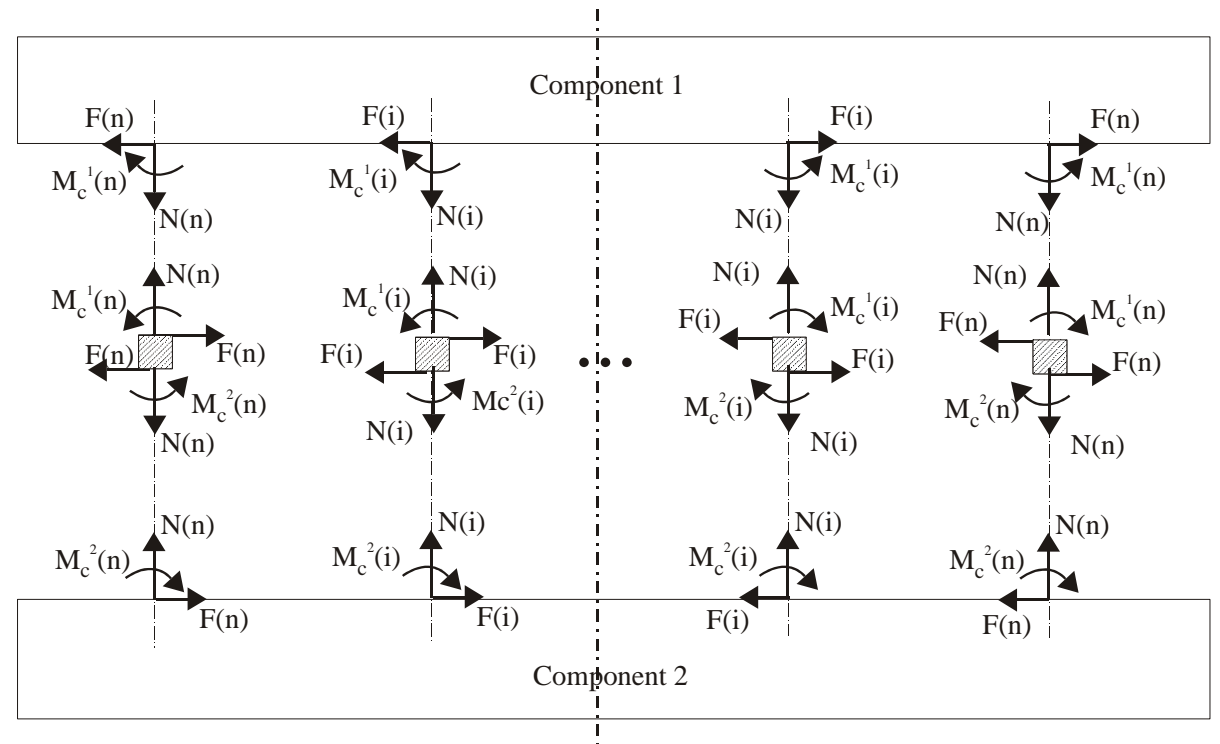 Component 1
F(n) F(i) F(i) F(n)
M_c^1(n) M_c^1(i) M_c^1(i) M_c^1(n)
N(n) N(i) N(i) N(n)
N(n) N(i) N(i) N(n)
M_c^1(n) M_c^1(i) M_c^1(i) M_c^1(n)
F(n) F(n) F(i) F(i) F(i) F(i) F(n) F(n)
M_c^2(n) Mc^2(i) M_c^2(i) M_c^2(n)
N(n) N(i) N(i) N(n)
N(n) N(i) N(i) N(n)
M_c^2(n) M_c^2(i) M_c^2(i) M_c^2(n)
F(n) F(i) F(i) F(n)
Component 2